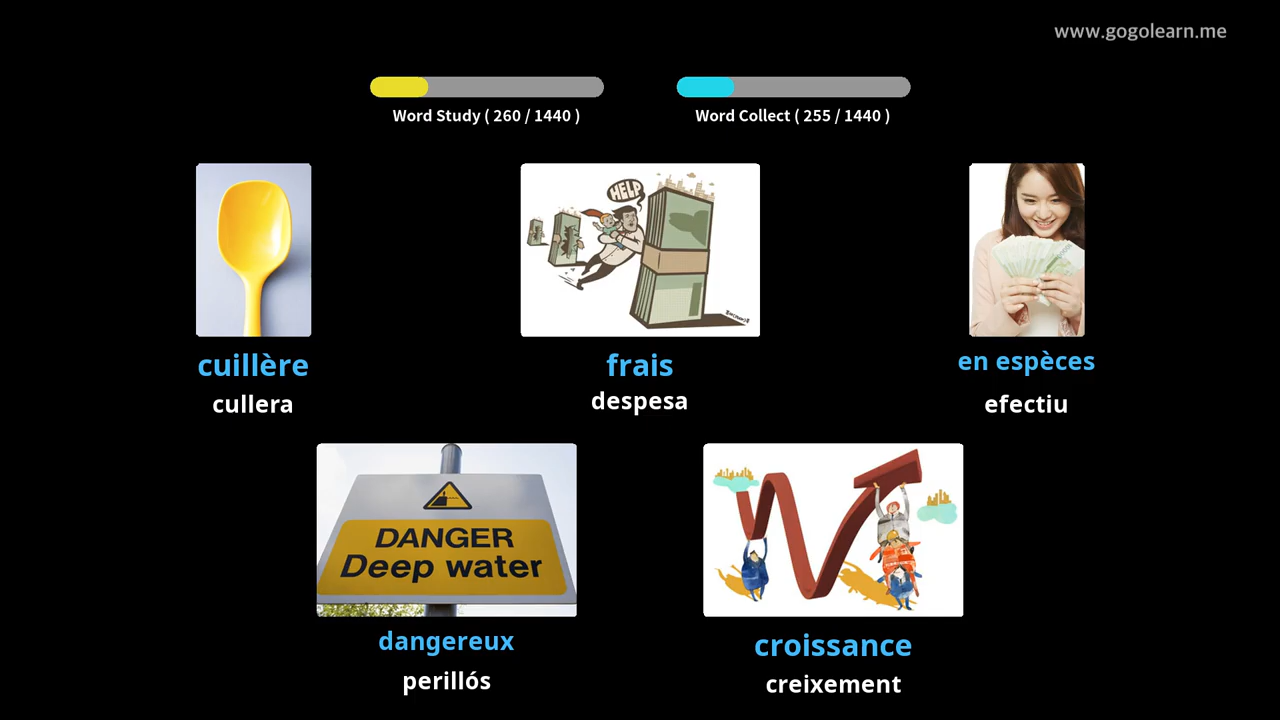 www.gogolearn.me
Word Study ( 260 / 1440 )
Word Collect ( 255 / 1440 )
HELP
cuillère
cullera
frais
despesa
en espèces
efectiu
DANGER
Deep water
dangereux
perillós
croissance
creixement